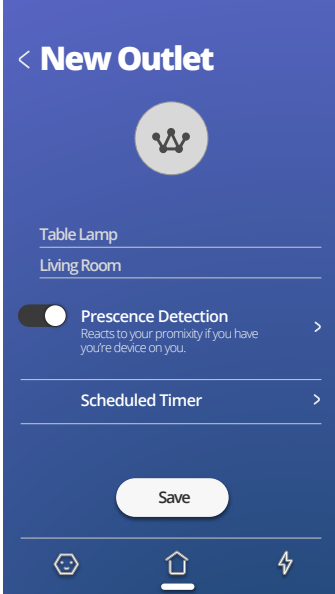 New Outlet
Table Lamp
Living Room
Prescence Detection
Reacts to your promixity if you have
you're device on you.
Scheduled Timer
Save